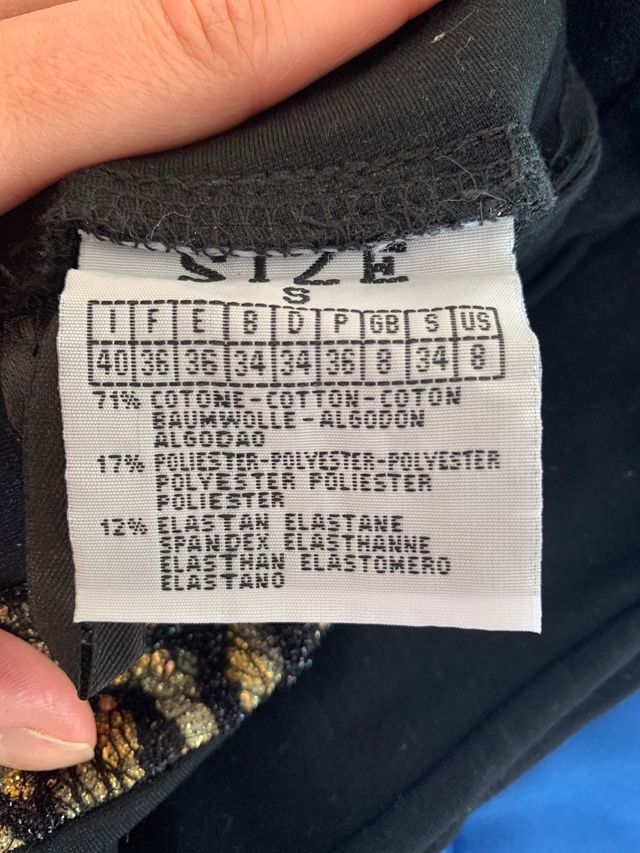 SIZE
S
I F E B D P GB S US
40 36 36 34 34 36 8 34 8
71% COTONE-COTTON-COTON
BAUMWOLLE-ALGODON
ALGODAO
17% POLIESTER-POLYESTER-POLYESTER
POLYESTER POLIESTER
POLIESTER
12% ELASTAN ELASTANE
SPANDEX ELASTHANNE
ELASTHAN ELASTOMERO
ELASTANO